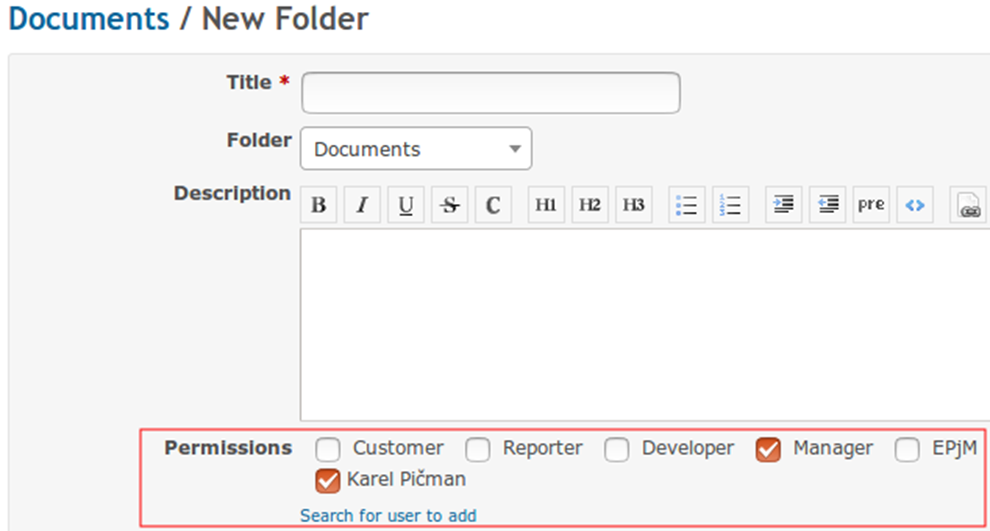 Documents / New Folder
Title *
Folder Documents
Description B I U S C H1 H2 H3 pre <>
Permissions Customer Reporter Developer Manager EPjM
Karel Pičman
Search for user to add